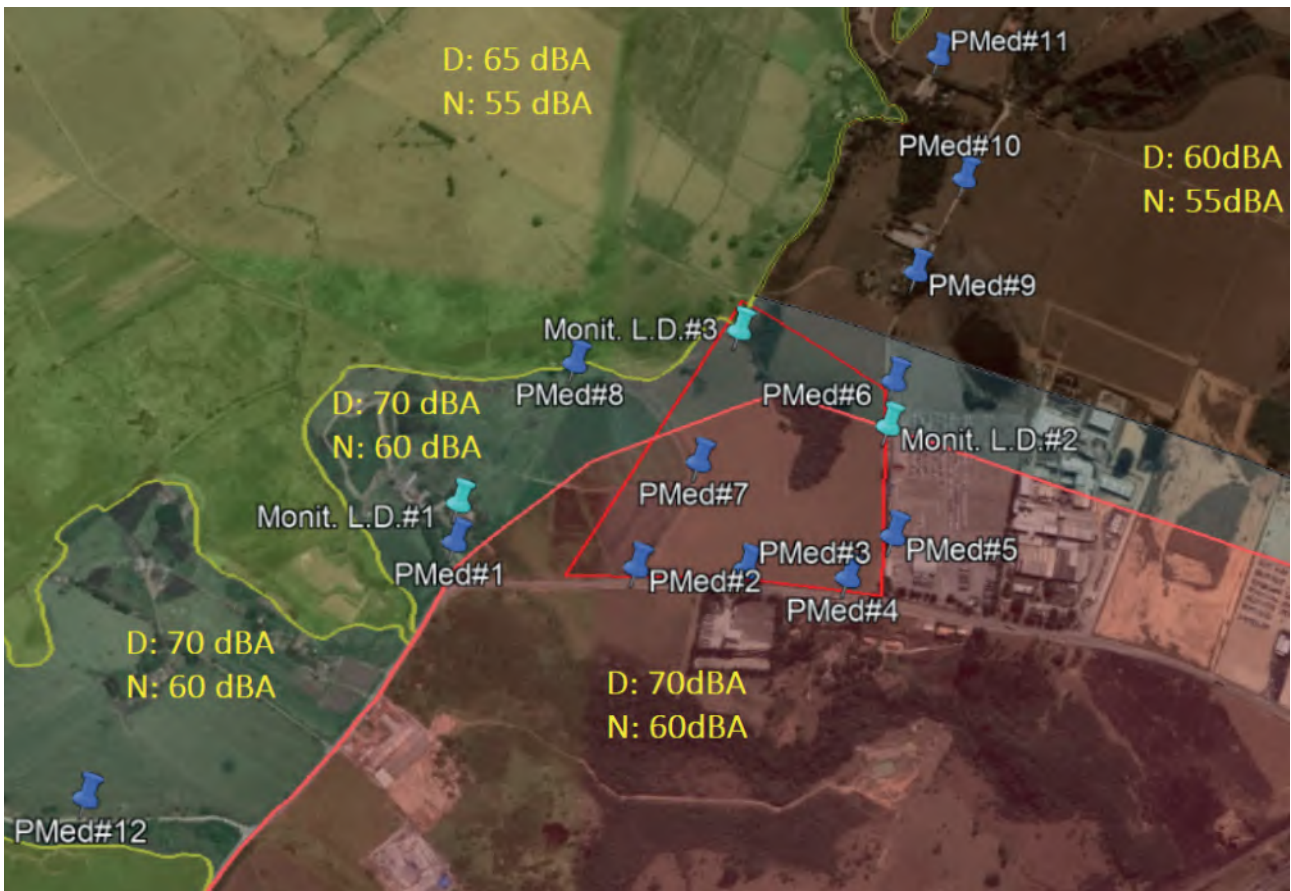 PMed#11
D: 65 dBA
N: 55 dBA
PMed#10
D: 60dBA
N: 55dBA
PMed#9
Monit. L.D.#3
PMed#8
PMed#6
D: 70 dBA
N: 60 dBA
Monit. L.D.#2
PMed#7
Monit. L.D.#1
PMed#3
PMed#5
PMed#1
PMed#2
PMed#4
D: 70 dBA
N: 60 dBA
D: 70dBA
N: 60dBA
PMed#12